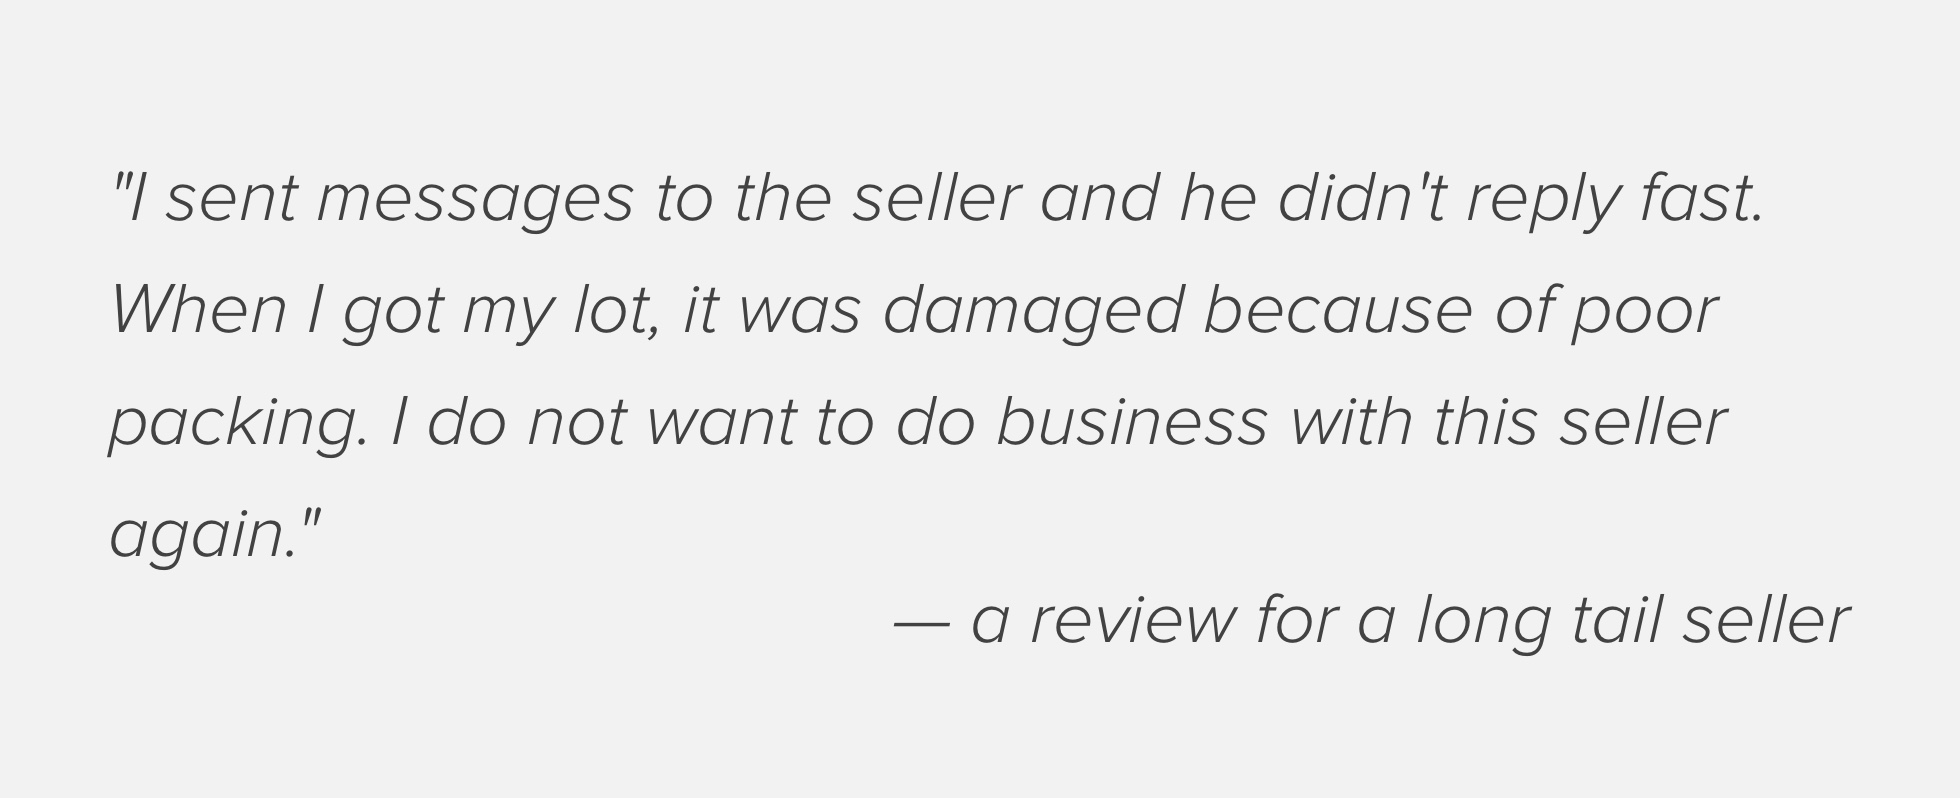 "I sent messages to the seller and he didn't reply fast.
When I got my lot, it was damaged because of poor
packing. I do not want to do business with this seller
again."
— a review for a long tail seller